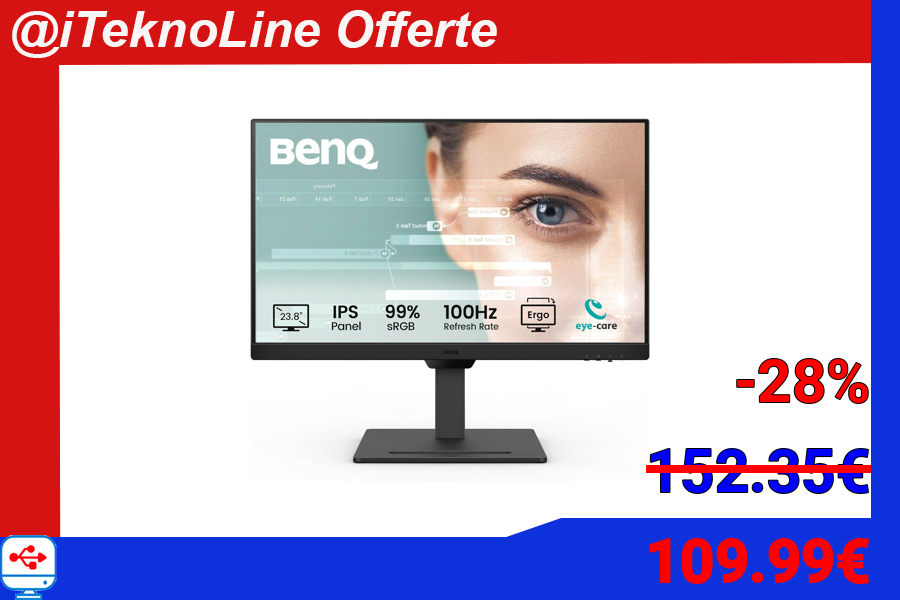 @iTeknoLine Offerte
BenQ
23.8"
IPS
Panel
99%
sRGB
100Hz
Refresh Rate
Ergo
eye-care
BenQ
-28%
152.35€
109.99€